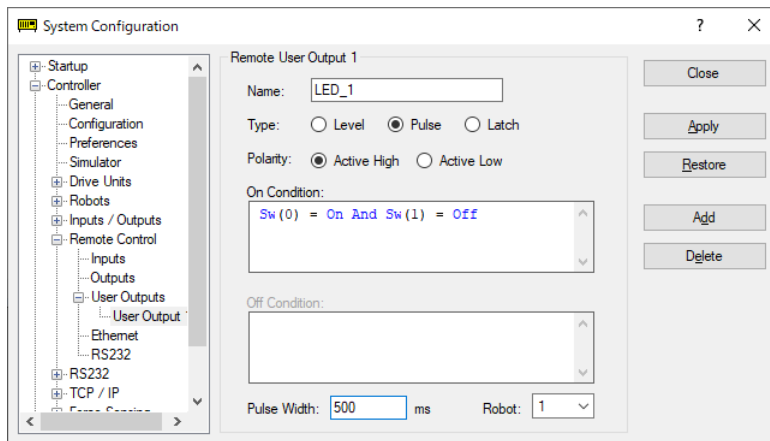 System Configuration
Startup
Controller
General
Configuration
Preferences
Simulator
Drive Units
Robots
Inputs / Outputs
Remote Control
Inputs
Outputs
User Outputs
User Output
Ethernet
RS232
RS232
TCP / IP
Force Sensing
Remote User Output 1
Name: LED_1
Type: Level Pulse Latch
Polarity: Active High Active Low
On Condition:
Sw(0) = On And Sw(1) = Off
Off Condition:
Pulse Width: 500 ms Robot: 1
Close
Apply
Restore
Add
Delete